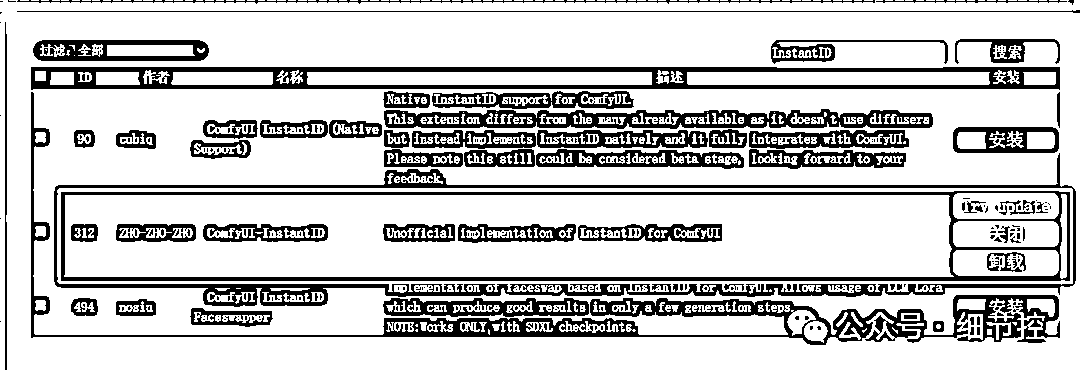 过滤: 全部
InstantID
搜索
ID 作者 名称 描述 安装
90 cubiq ComfyUI InstantID (Native Support)
Native InstantID support for ComfyUI.
This extension differs from the many already available as it doesn't use diffusers
but instead implements InstantID natively and it fully integrates with ComfyUI.
Please note this still could be considered beta stage, looking forward to your
feedback.
安装
312 ZHO-ZHO-ZHO ComfyUI-InstantID Unofficial implementation of InstantID for ComfyUI
Try update
关闭
卸载
494 nosiu ComfyUI InstantID Faceswapper
Implementation of faceswap based on InstantID for ComfyUI. Allows usage of LCM Lora
which can produce good results in only a few generation steps.
NOTE:Works ONLY with SDXL checkpoints.
安装
公众号·细节控